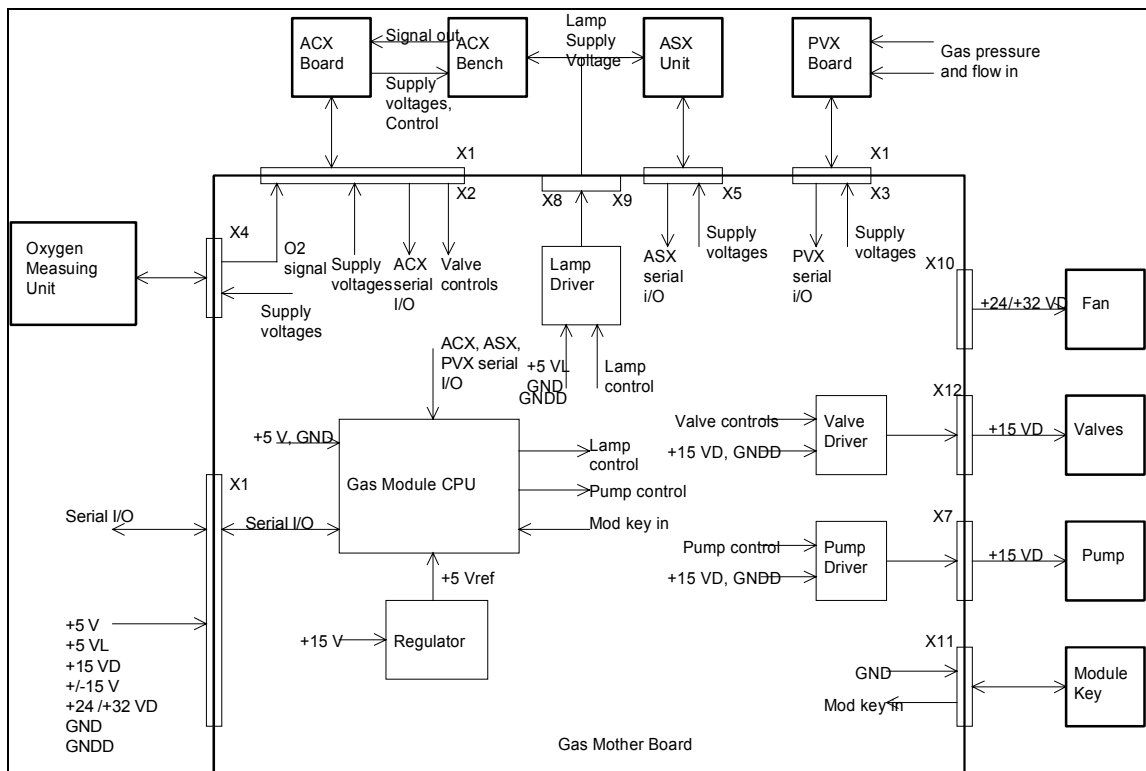 ACX
Board
Signal out
ACX
Bench
Supply
voltages,
Control
Lamp
Supply
Voltage
ASX
Unit
PVX
Board
Gas pressure
and flow in
X1
X2
X8
X9
X5
X1
X3
Oxygen
Measuing
Unit
X4
O2
signal
Supply
voltages
Supply
voltages
ACX
serial
I/O
Valve
controls
Lamp
Driver
ASX
serial
i/O
Supply
voltages
PVX
serial
i/O
Supply
voltages
X10
+24/+32 VD
Fan
ACX, ASX,
PVX serial
I/O
+5 VL
GND
GNDD
Lamp
control
X12
Valve controls
+15 VD, GNDD
Valve
Driver
+15 VD
Valves
+5 V, GND
Gas Module CPU
Lamp
control
Pump control
Mod key in
X1
Serial I/O
Serial I/O
X7
Pump control
+15 VD, GNDD
Pump
Driver
+15 VD
Pump
+5 Vref
+15 V
Regulator
+5 V
+5 VL
+15 VD
+/-15 V
+24 /+32 VD
GND
GNDD
X11
GND
Mod key in
Module
Key
Gas Mother Board